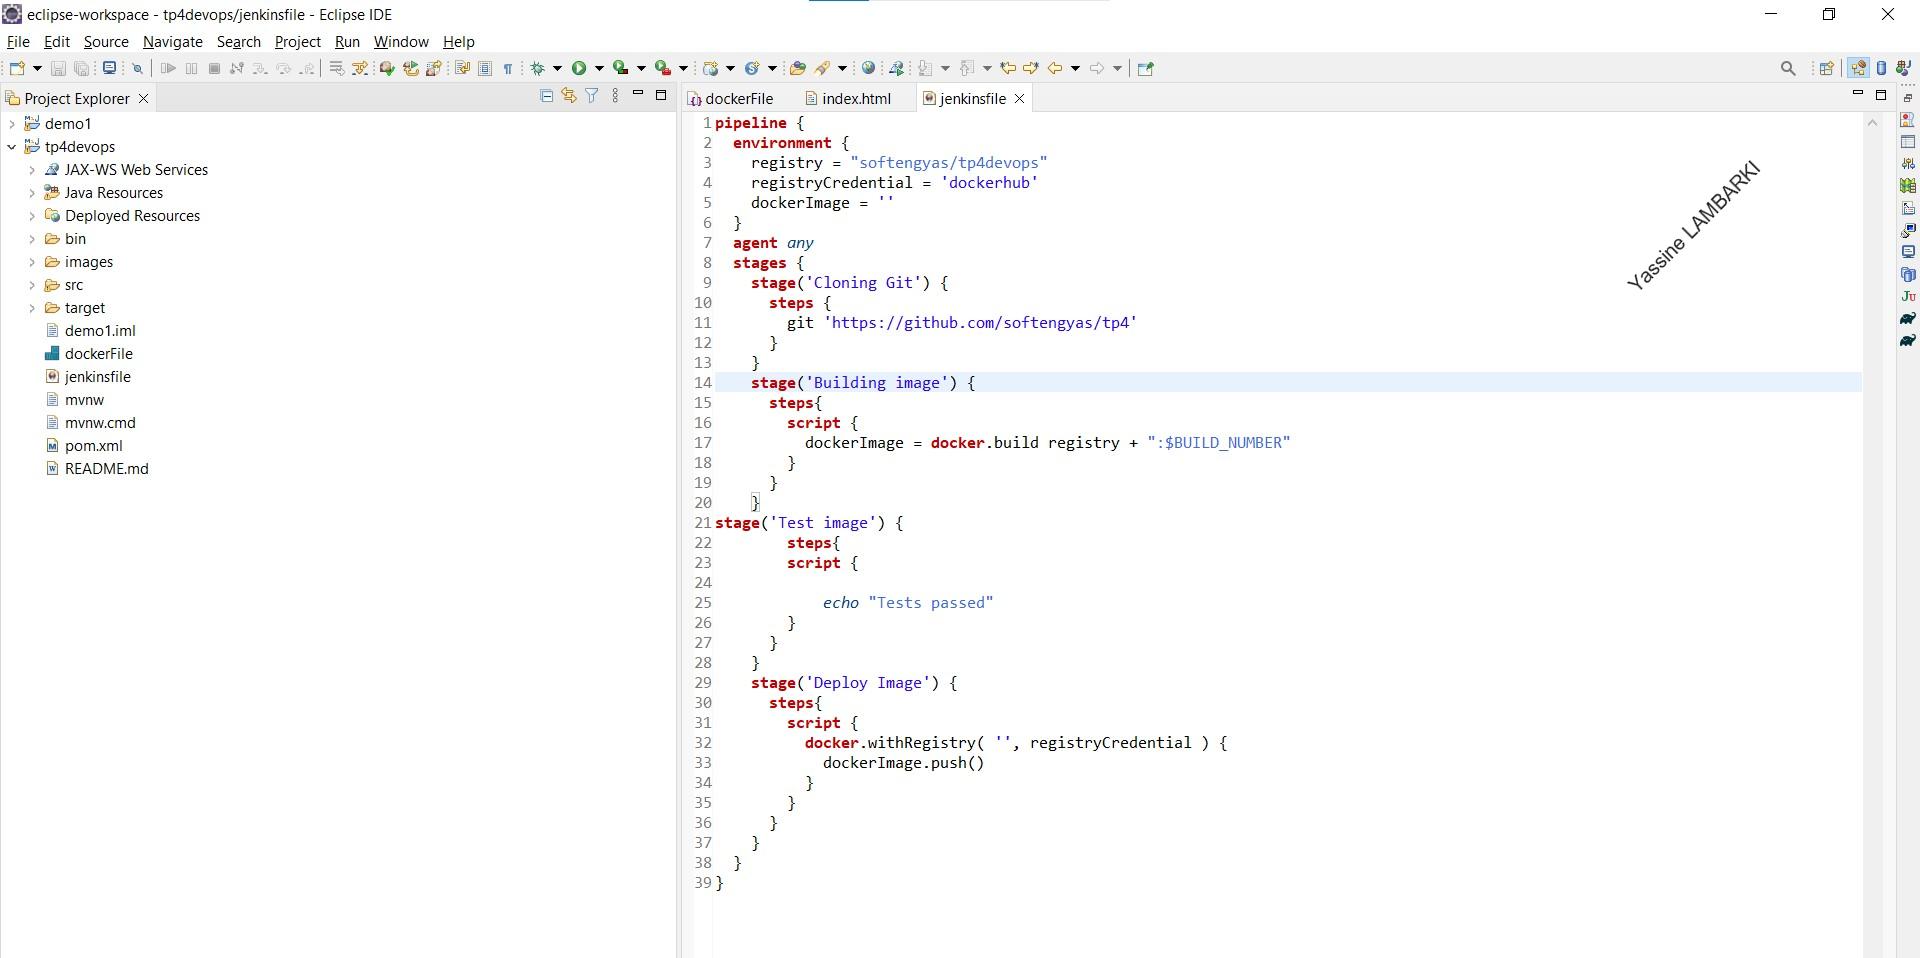 eclipse-workspace - tp4devops/jenkinsfile - Eclipse IDE
File Edit Source Navigate Search Project Run Window Help
Project Explorer
demo1
tp4devops
JAX-WS Web Services
Java Resources
Deployed Resources
bin
images
src
target
demo1.iml
dockerFile
jenkinsfile
mvnw
mvnw.cmd
pom.xml
README.md
dockerFile index.html jenkinsfile
1 pipeline {
2   environment {
3     registry = "softengyas/tp4devops"
4     registryCredential = 'dockerhub'
5     dockerImage = ''
6   }
7   agent any
8   stages {
9     stage('Cloning Git') {
10       steps {
11         git 'https://github.com/softengyas/tp4'
12       }
13     }
14     stage('Building image') {
15       steps{
16         script {
17           dockerImage = docker.build registry + ":$BUILD_NUMBER"
18         }
19       }
20     }
21 stage('Test image') {
22         steps{
23         script {
24
25             echo "Tests passed"
26         }
27       }
28     }
29     stage('Deploy Image') {
30       steps{
31         script {
32           docker.withRegistry( '', registryCredential ) {
33             dockerImage.push()
34           }
35         }
36       }
37     }
38   }
39 }
Yassine LAMBARKI
Ju